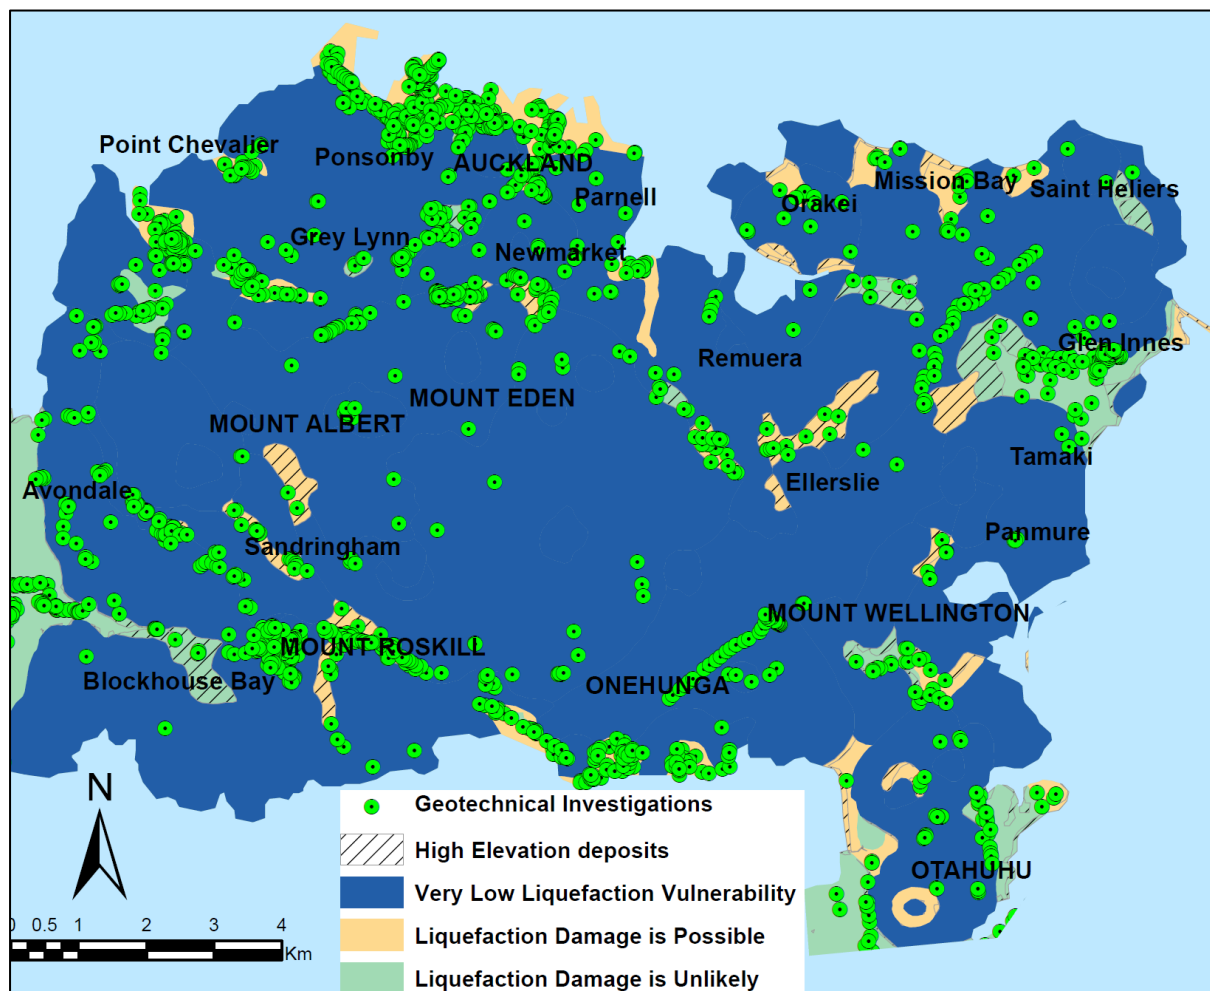 Point Chevalier
Ponsonby
AUCKLAND
Parnell
Mission Bay
Saint Heliers
Orakei
Grey Lynn
Newmarket
Remuera
Glen Innes
MOUNT EDEN
MOUNT ALBERT
Tamaki
Avondale
Ellerslie
Sandringham
Panmure
MOUNT WELLINGTON
MOUNT ROSKILL
Blockhouse Bay
ONEHUNGA
OTAHUHU
N
0 0.5 1 2 3 4
Km
Geotechnical Investigations
High Elevation deposits
Very Low Liquefaction Vulnerability
Liquefaction Damage is Possible
Liquefaction Damage is Unlikely